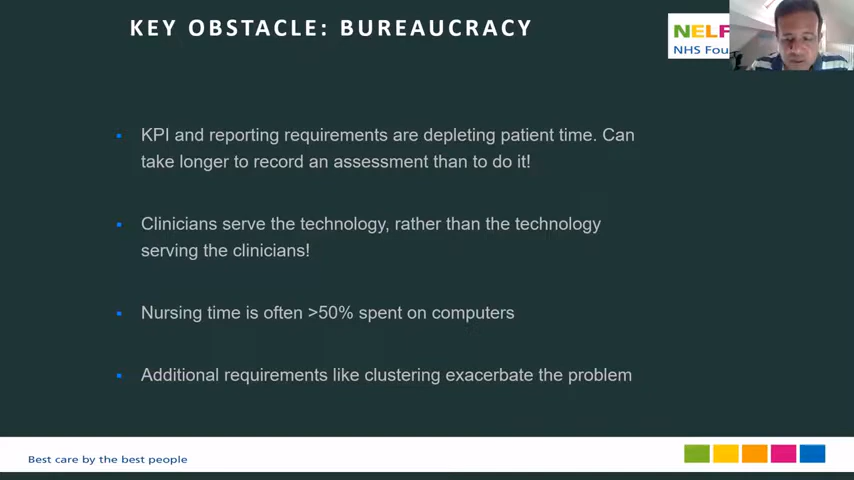 KEY OBSTACLE: BUREAUCRACY
NELF
NHS Fou
▪ KPI and reporting requirements are depleting patient time. Can
take longer to record an assessment than to do it!
▪ Clinicians serve the technology, rather than the technology
serving the clinicians!
▪ Nursing time is often >50% spent on computers
▪ Additional requirements like clustering exacerbate the problem
Best care by the best people